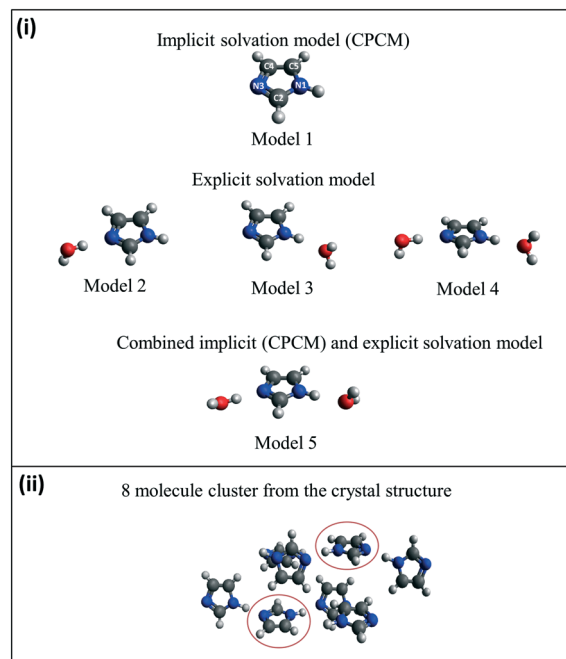 (i)
Implicit solvation model (CPCM)
C4 C5
N3 N1
C2
Model 1
Explicit solvation model
Model 2 Model 3 Model 4
Combined implicit (CPCM) and explicit solvation model
Model 5
(ii)
8 molecule cluster from the crystal structure